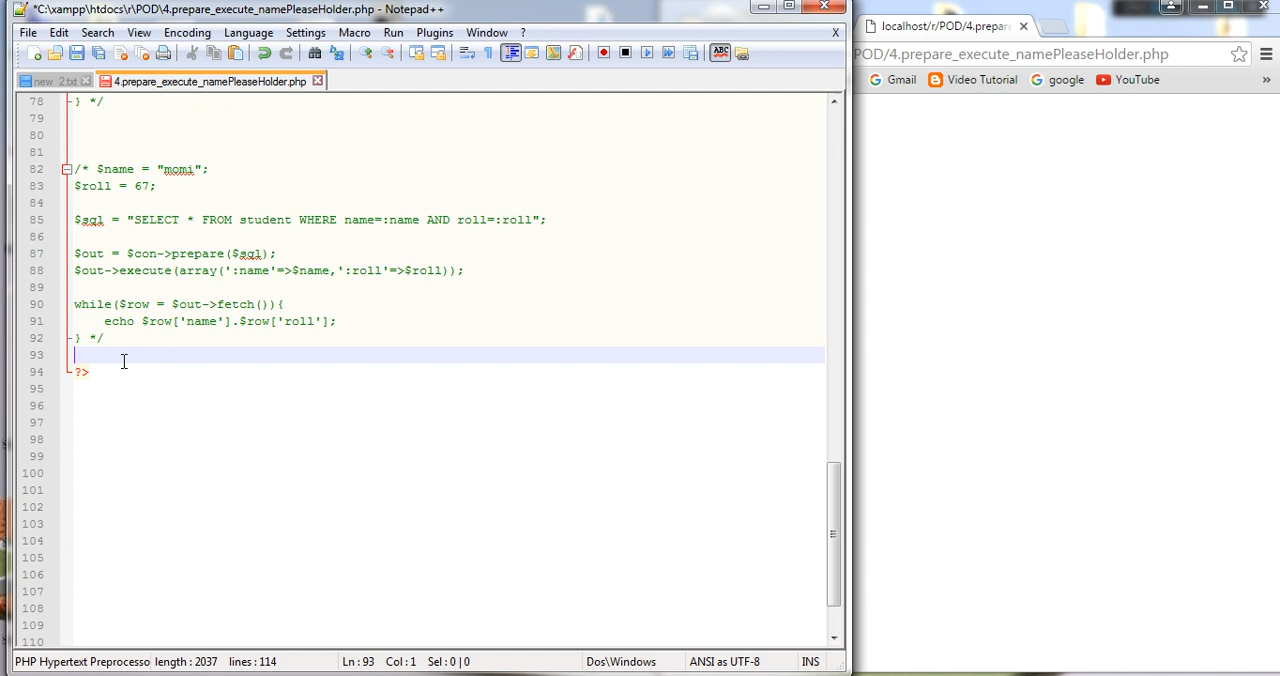 *C:\xampp\htdocs\r\POD\4.prepare_execute_namePleaseHolder.php - Notepad++
File Edit Search View Encoding Language Settings Macro Run Plugins Window ? X
new 2.txt 4.prepare_execute_namePleaseHolder.php
78 } */
79
80
81
82 /* $name = "momi";
83 $roll = 67;
84
85 $sql = "SELECT * FROM student WHERE name=:name AND roll=:roll";
86
87 $out = $con->prepare($sql);
88 $out->execute(array(':name'=>$name,':roll'=>$roll));
89
90 while($row = $out->fetch()){
91 echo $row['name'].$row['roll'];
92 } */
93
94 ?>
95
96
97
98
99
100
101
102
103
104
105
106
107
108
109
110
PHP Hypertext Preprocesso length : 2037 lines : 114 Ln : 93 Col : 1 Sel : 0 | 0 Dos\Windows ANSI as UTF-8 INS
localhost/r/POD/4.prepar
POD/4.prepare_execute_namePleaseHolder.php
Gmail Video Tutorial google YouTube »